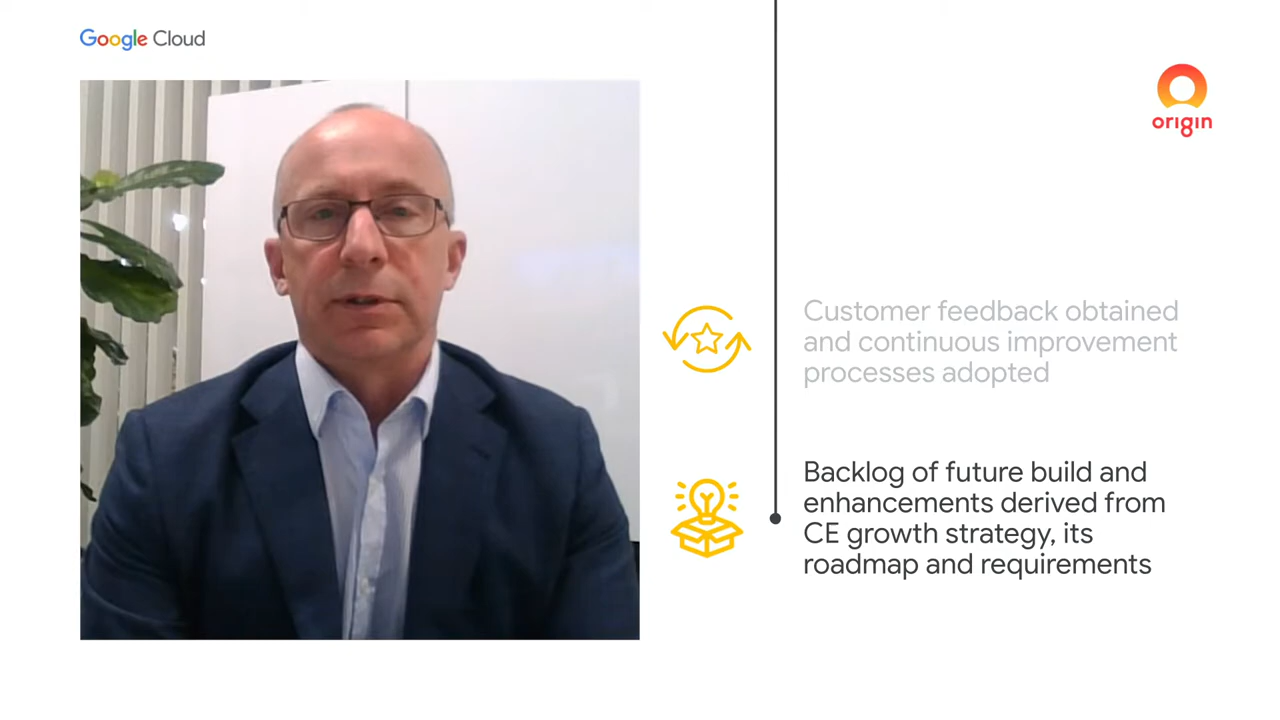 Google Cloud
origin
Customer feedback obtained
and continuous improvement
processes adopted
Backlog of future build and
enhancements derived from
CE growth strategy, its
roadmap and requirements